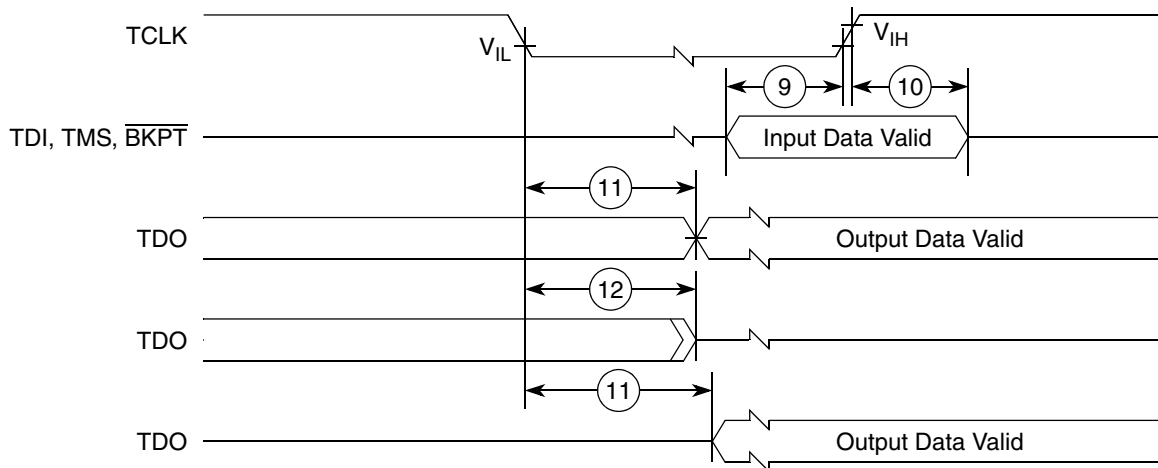 TCLK
V_IL
V_IH
9
10
TDI, TMS, B̅K̅P̅T̅
Input Data Valid
11
TDO
Output Data Valid
12
TDO
11
TDO
Output Data Valid